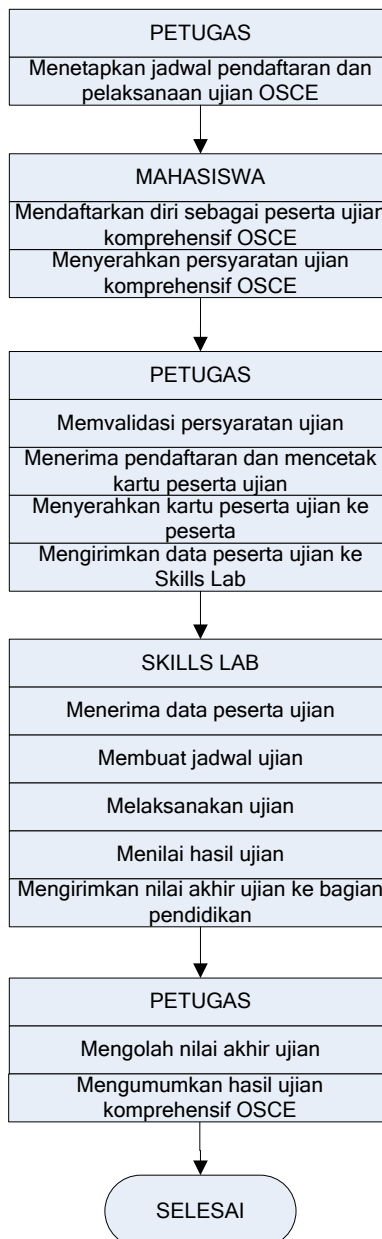 PETUGAS
Menetapkan jadwal pendaftaran dan
pelaksanaan ujian OSCE
MAHASISWA
Mendaftarkan diri sebagai peserta ujian
komprehensif OSCE
Menyerahkan persyaratan ujian
komprehensif OSCE
PETUGAS
Memvalidasi persyaratan ujian
Menerima pendaftaran dan mencetak
kartu peserta ujian
Menyerahkan kartu peserta ujian ke
peserta
Mengirimkan data peserta ujian ke
Skills Lab
SKILLS LAB
Menerima data peserta ujian
Membuat jadwal ujian
Melaksanakan ujian
Menilai hasil ujian
Mengirimkan nilai akhir ujian ke bagian
pendidikan
PETUGAS
Mengolah nilai akhir ujian
Mengumumkan hasil ujian
komprehensif OSCE
SELESAI